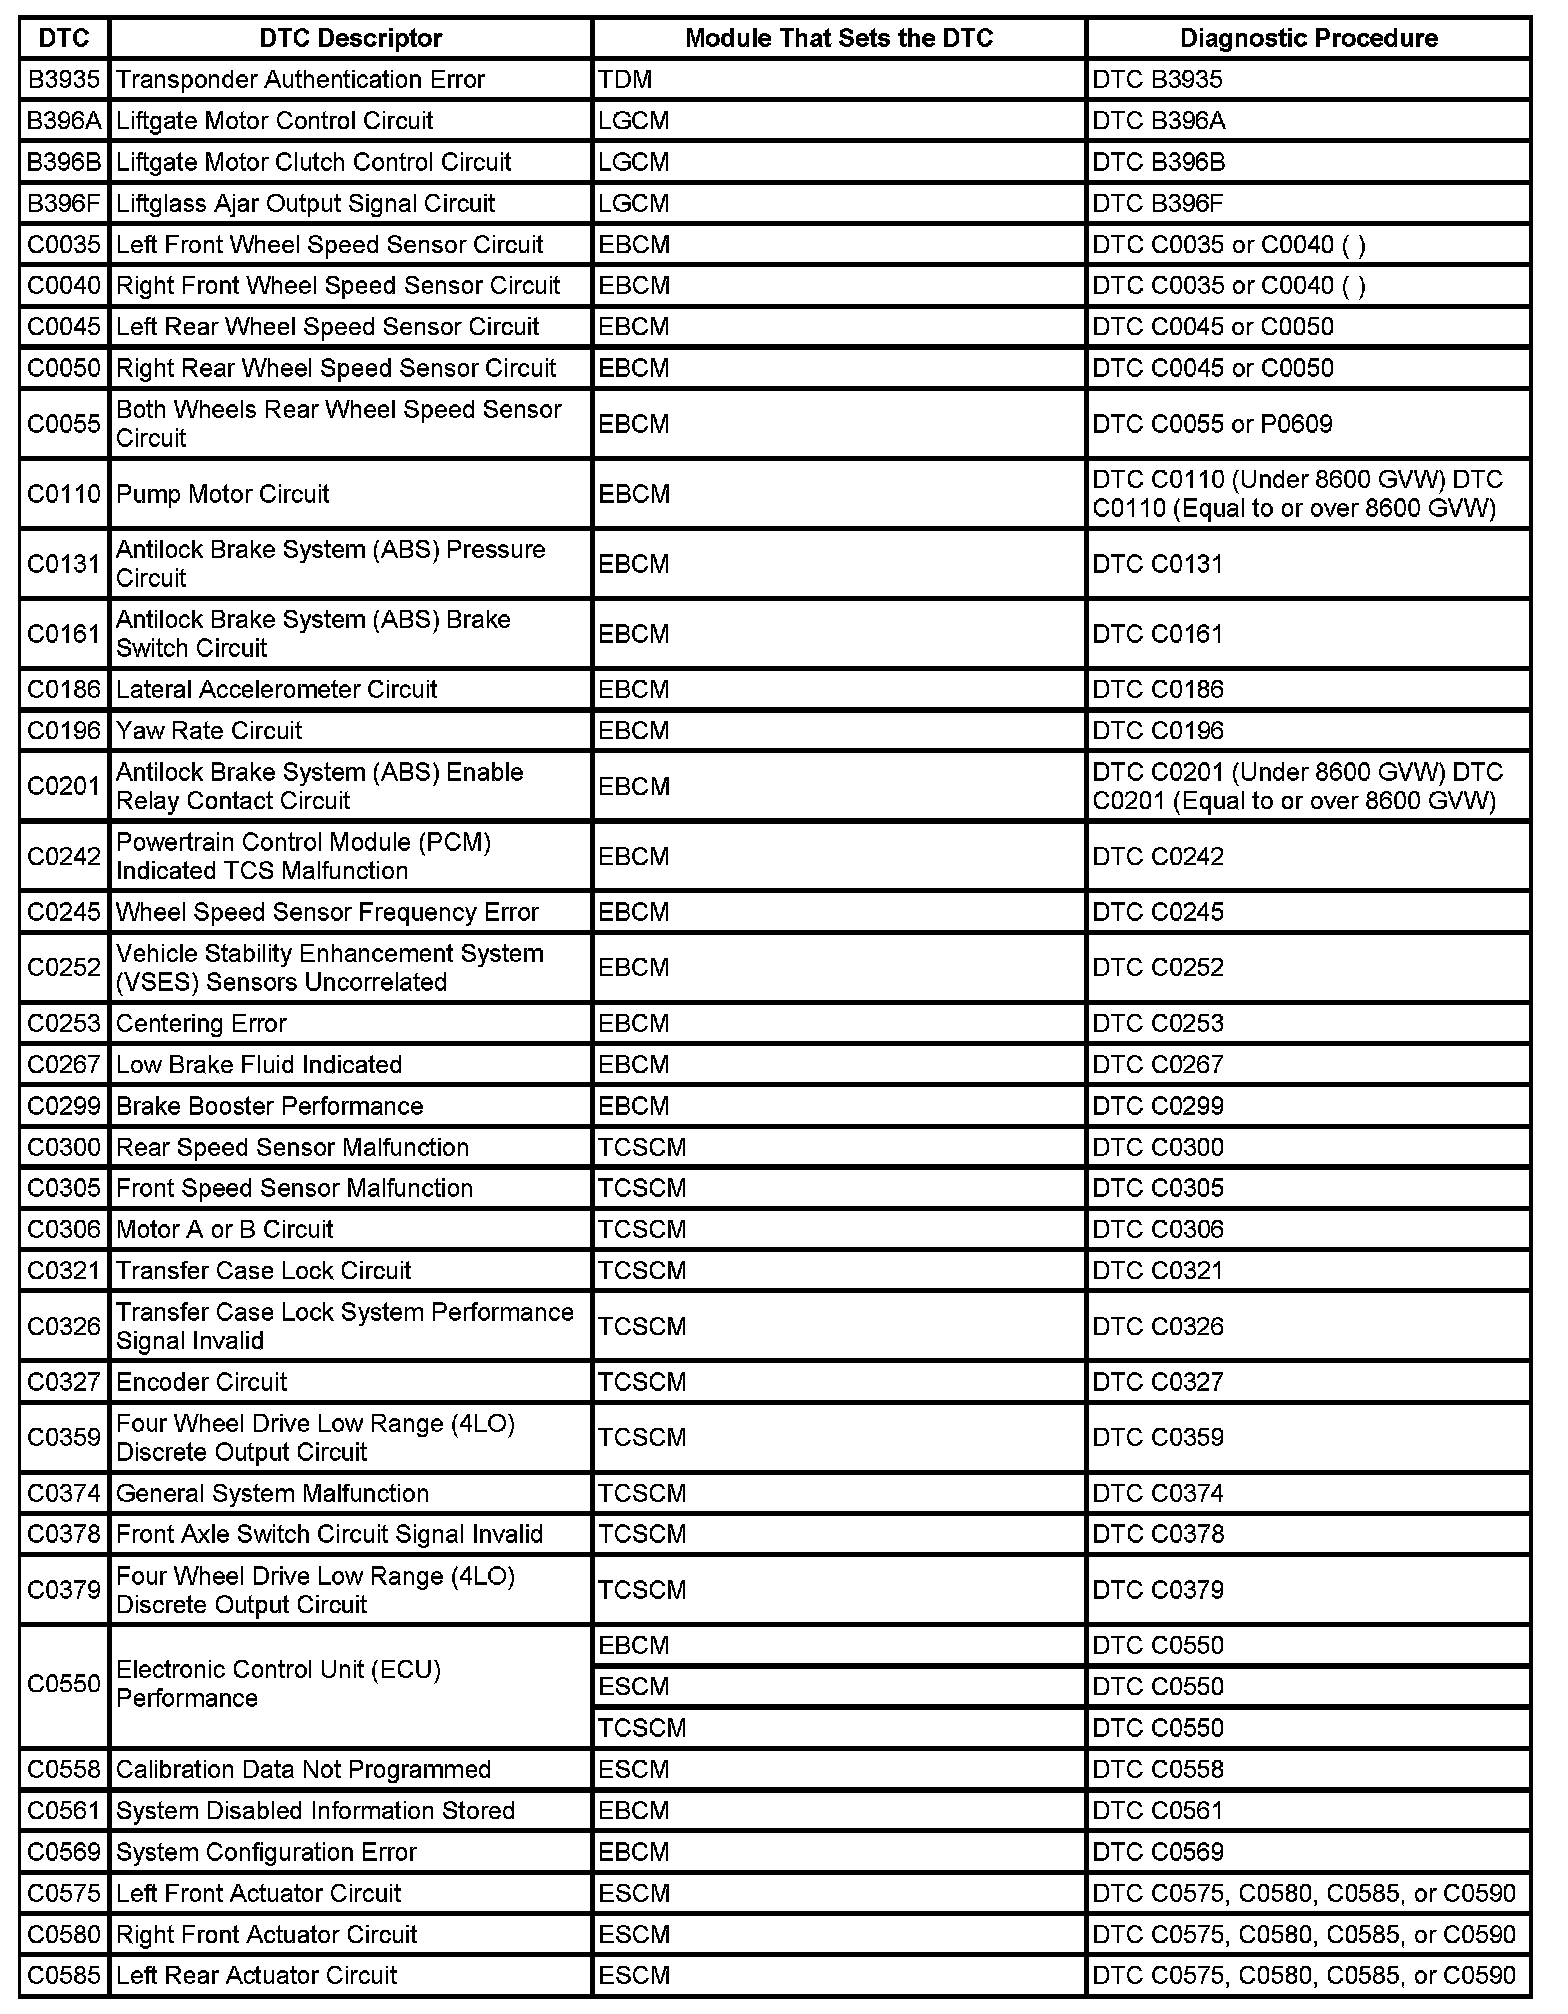 DTC DTC Descriptor Module That Sets the DTC Diagnostic Procedure
B3935 Transponder Authentication Error TDM DTC B3935
B396A Liftgate Motor Control Circuit LGCM DTC B396A
B396B Liftgate Motor Clutch Control Circuit LGCM DTC B396B
B396F Liftglass Ajar Output Signal Circuit LGCM DTC B396F
C0035 Left Front Wheel Speed Sensor Circuit EBCM DTC C0035 or C0040 ( )
C0040 Right Front Wheel Speed Sensor Circuit EBCM DTC C0035 or C0040 ( )
C0045 Left Rear Wheel Speed Sensor Circuit EBCM DTC C0045 or C0050
C0050 Right Rear Wheel Speed Sensor Circuit EBCM DTC C0045 or C0050
C0055 Both Wheels Rear Wheel Speed Sensor
Circuit EBCM DTC C0055 or P0609
C0110 Pump Motor Circuit EBCM DTC C0110 (Under 8600 GVW) DTC
C0110 (Equal to or over 8600 GVW)
C0131 Antilock Brake System (ABS) Pressure
Circuit EBCM DTC C0131
C0161 Antilock Brake System (ABS) Brake
Switch Circuit EBCM DTC C0161
C0186 Lateral Accelerometer Circuit EBCM DTC C0186
C0196 Yaw Rate Circuit EBCM DTC C0196
C0201 Antilock Brake System (ABS) Enable
Relay Contact Circuit EBCM DTC C0201 (Under 8600 GVW) DTC
C0201 (Equal to or over 8600 GVW)
C0242 Powertrain Control Module (PCM)
Indicated TCS Malfunction EBCM DTC C0242
C0245 Wheel Speed Sensor Frequency Error EBCM DTC C0245
C0252 Vehicle Stability Enhancement System
(VSES) Sensors Uncorrelated EBCM DTC C0252
C0253 Centering Error EBCM DTC C0253
C0267 Low Brake Fluid Indicated EBCM DTC C0267
C0299 Brake Booster Performance EBCM DTC C0299
C0300 Rear Speed Sensor Malfunction TCSCM DTC C0300
C0305 Front Speed Sensor Malfunction TCSCM DTC C0305
C0306 Motor A or B Circuit TCSCM DTC C0306
C0321 Transfer Case Lock Circuit TCSCM DTC C0321
C0326 Transfer Case Lock System Performance
Signal Invalid TCSCM DTC C0326
C0327 Encoder Circuit TCSCM DTC C0327
C0359 Four Wheel Drive Low Range (4LO)
Discrete Output Circuit TCSCM DTC C0359
C0374 General System Malfunction TCSCM DTC C0374
C0378 Front Axle Switch Circuit Signal Invalid TCSCM DTC C0378
C0379 Four Wheel Drive Low Range (4LO)
Discrete Output Circuit TCSCM DTC C0379
C0550 Electronic Control Unit (ECU)
Performance EBCM DTC C0550
ESCM DTC C0550
TCSCM DTC C0550
C0558 Calibration Data Not Programmed ESCM DTC C0558
C0561 System Disabled Information Stored EBCM DTC C0561
C0569 System Configuration Error EBCM DTC C0569
C0575 Left Front Actuator Circuit ESCM DTC C0575, C0580, C0585, or C0590
C0580 Right Front Actuator Circuit ESCM DTC C0575, C0580, C0585, or C0590
C0585 Left Rear Actuator Circuit ESCM DTC C0575, C0580, C0585, or C0590